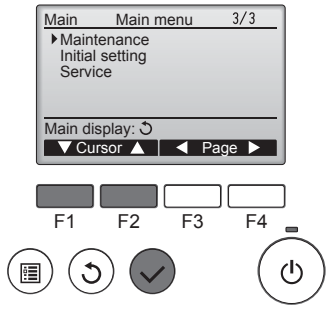 Main Main menu 3/3
Maintenance
Initial setting
Service
Main display:
Cursor Page
F1 F2 F3 F4